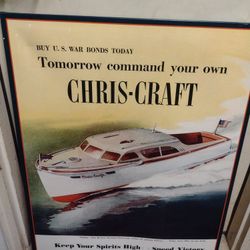 BUY U. S. WAR BONDS TODAY
Tomorrow command your own
CHRIS-CRAFT
Keep Your Spirits High . . . Speed Victory